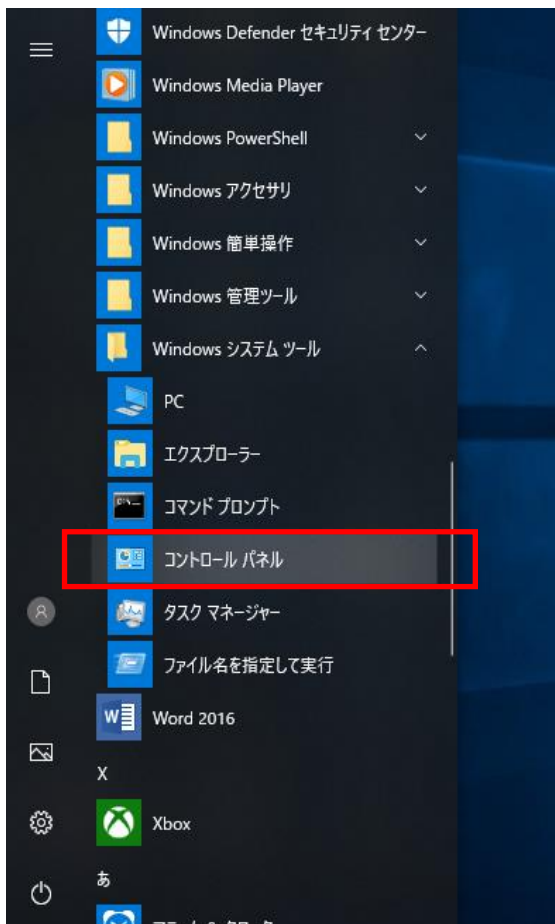 Windows Defender セキュリティ センター
Windows Media Player
Windows PowerShell
Windows アクセサリ
Windows 簡単操作
Windows 管理ツール
Windows システム ツール
PC
エクスプローラー
コマンド プロンプト
コントロール パネル
タスク マネージャー
ファイル名を指定して実行
Word 2016
X
Xbox
あ